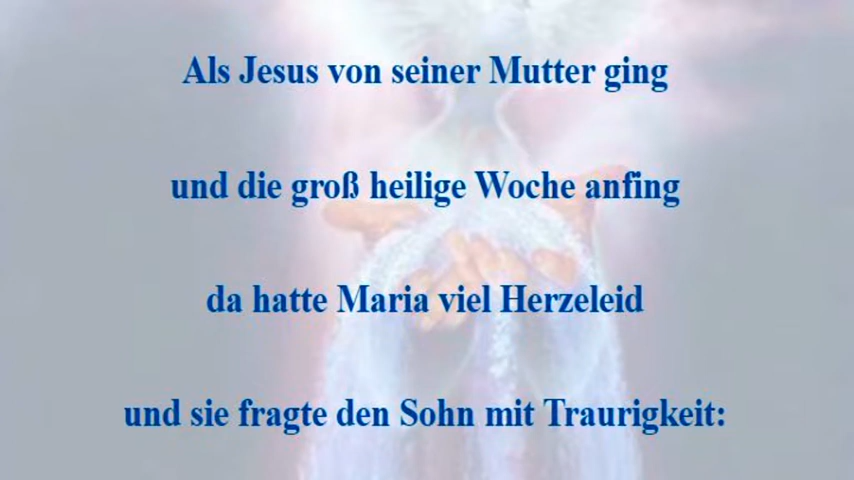 Als Jesus von seiner Mutter ging
und die groß heilige Woche anfing
da hatte Maria viel Herzeleid
und sie fragte den Sohn mit Traurigkeit: